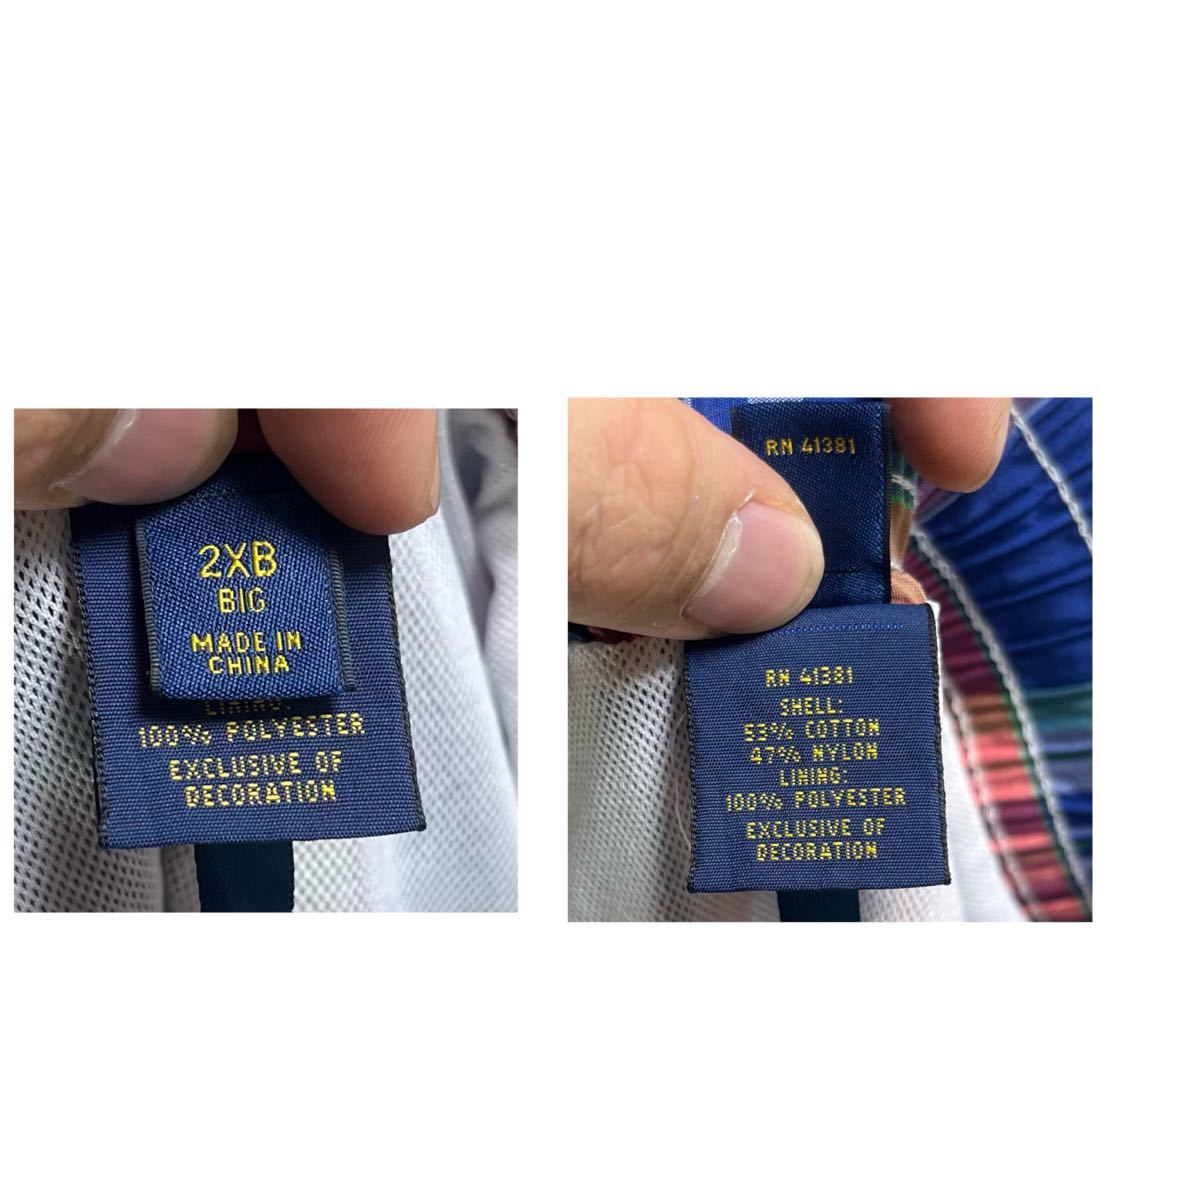 2XB
BIG
MADE IN
CHINA
LINING:
100% POLYESTER
EXCLUSIVE OF
DECORATION
RN 41381
RN 41381
SHELL:
53% COTTON
47% NYLON
LINING:
100% POLYESTER
EXCLUSIVE OF
DECORATION